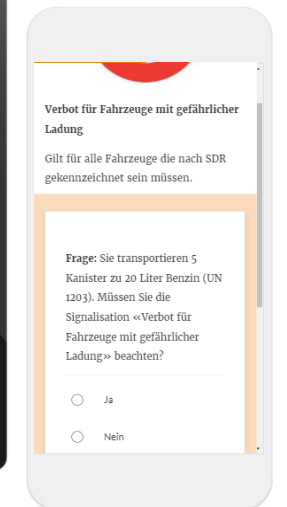 Verbot für Fahrzeuge mit gefährlicher
Ladung
Gilt für alle Fahrzeuge die nach SDR
gekennzeichnet sein müssen.
Frage: Sie transportieren 5
Kanister zu 20 Liter Benzin (UN
1203). Müssen Sie die
Signalisation «Verbot für
Fahrzeuge mit gefährlicher
Ladung» beachten?
Ja
Nein